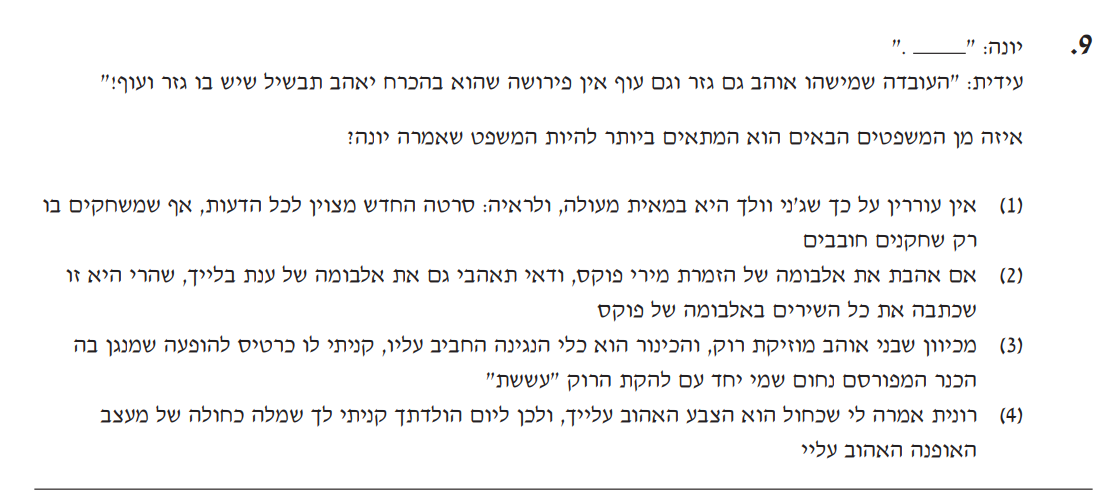 9. יונה: "_____ ."
עידית: "העובדה שמישהו אוהב גם גזר וגם עוף אין פירושה שהוא בהכרח יאהב תבשיל שיש בו גזר ועוף!"
איזה מן המשפטים הבאים הוא המתאים ביותר להיות המשפט שאמרה יונה?
(1) אין עוררין על כך שג'ני וולך היא במאית מעולה, ולראיה: סרטה החדש מצוין לכל הדעות, אף שמשחקים בו
רק שחקנים חובבים
(2) אם אהבת את אלבומה של הזמרת מירי פוקס, ודאי תאהבי גם את אלבומה של ענת בלייך, שהרי היא זו
שכתבה את כל השירים באלבומה של פוקס
(3) מכיוון שבני אוהב מוזיקת רוק, והכינור הוא כלי הנגינה החביב עליו, קניתי לו כרטיס להופעה שמנגן בה
הכנר המפורסם נחום שמי יחד עם להקת הרוק "עששת"
(4) רונית אמרה לי שכחול הוא הצבע האהוב עלייך, ולכן ליום הולדתך קניתי לך שמלה כחולה של מעצב
האופנה האהוב עליי